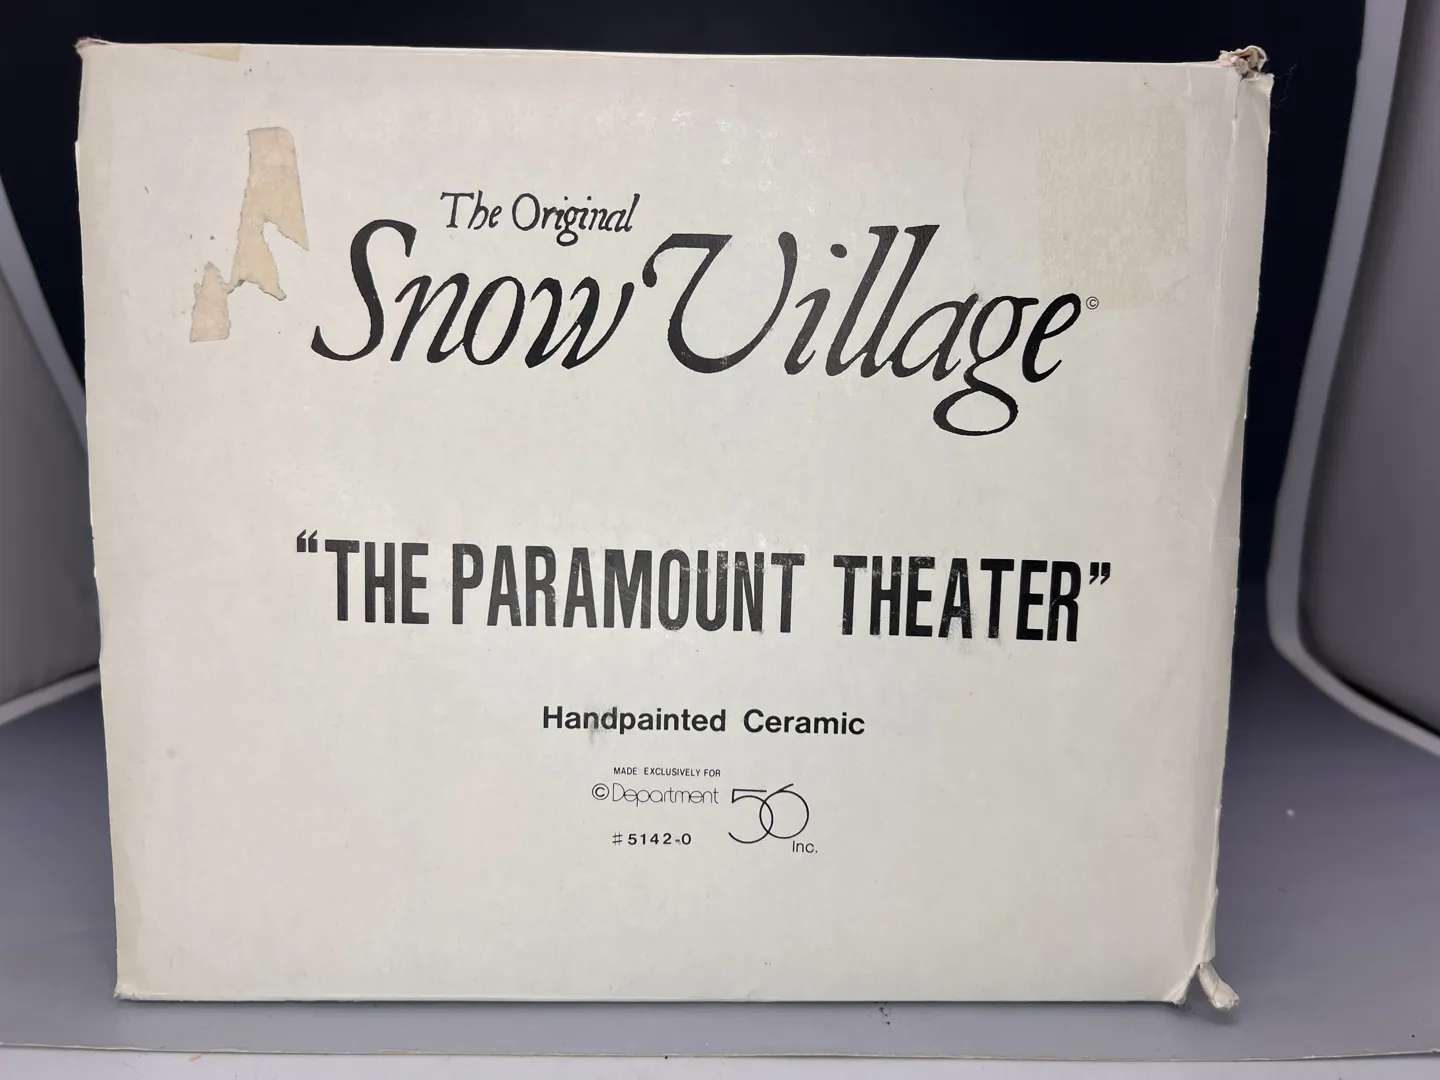 The Original
Snow Village©
“THE PARAMOUNT THEATER”
Handpainted Ceramic
MADE EXCLUSIVELY FOR
©Department 56
#5142-0
Inc.